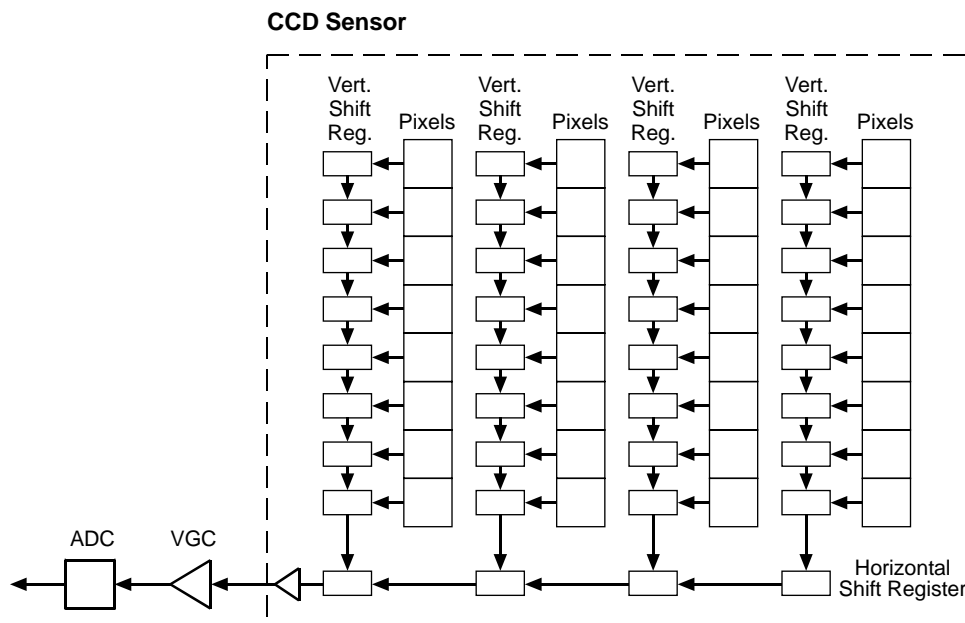 CCD Sensor
Vert.
Shift
Reg.
Pixels
Vert.
Shift
Reg.
Pixels
Vert.
Shift
Reg.
Pixels
Vert.
Shift
Reg.
Pixels
ADC
VGC
Horizontal
Shift Register